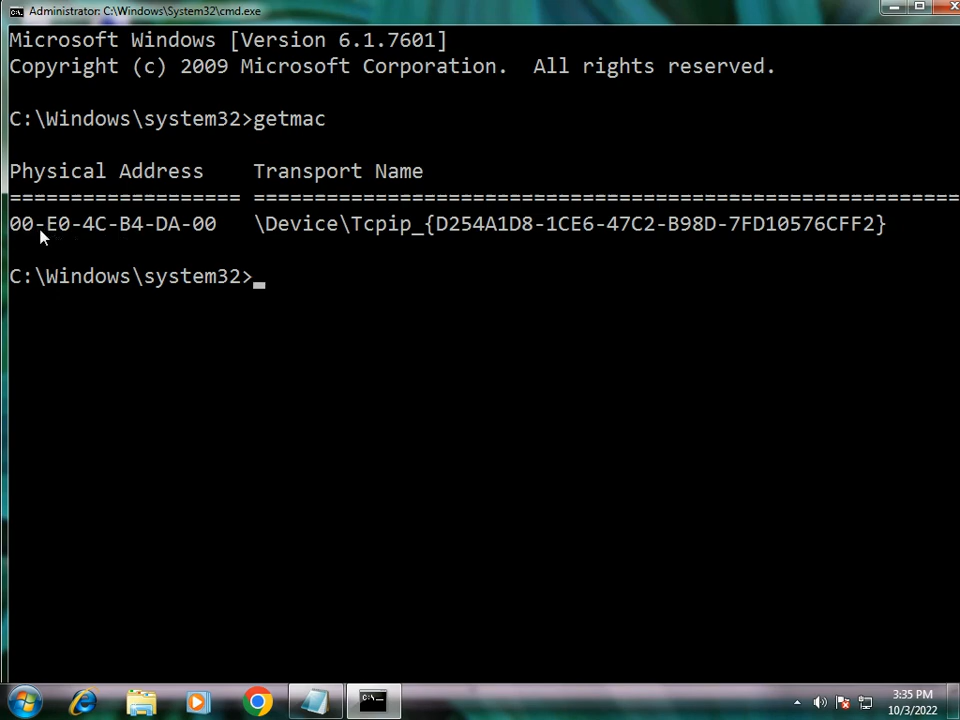 Administrator: C:\Windows\System32\cmd.exe
Microsoft Windows [Version 6.1.7601]
Copyright (c) 2009 Microsoft Corporation.  All rights reserved.
C:\Windows\system32>getmac
Physical Address    Transport Name
=================== ==========================================================
00-E0-4C-B4-DA-00   \Device\Tcpip_{D254A1D8-1CE6-47C2-B98D-7FD10576CFF2}
C:\Windows\system32>_
3:35 PM
10/3/2022